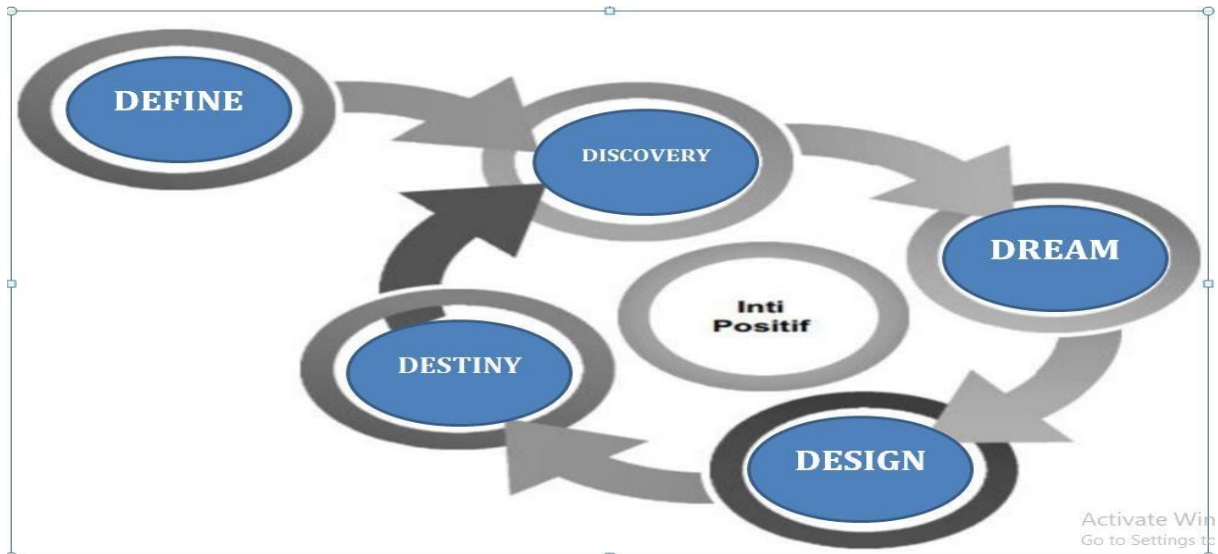 DEFINE
DISCOVERY
DREAM
Inti
Positif
DESTINY
DESIGN
Activate Win
Go to Settings t